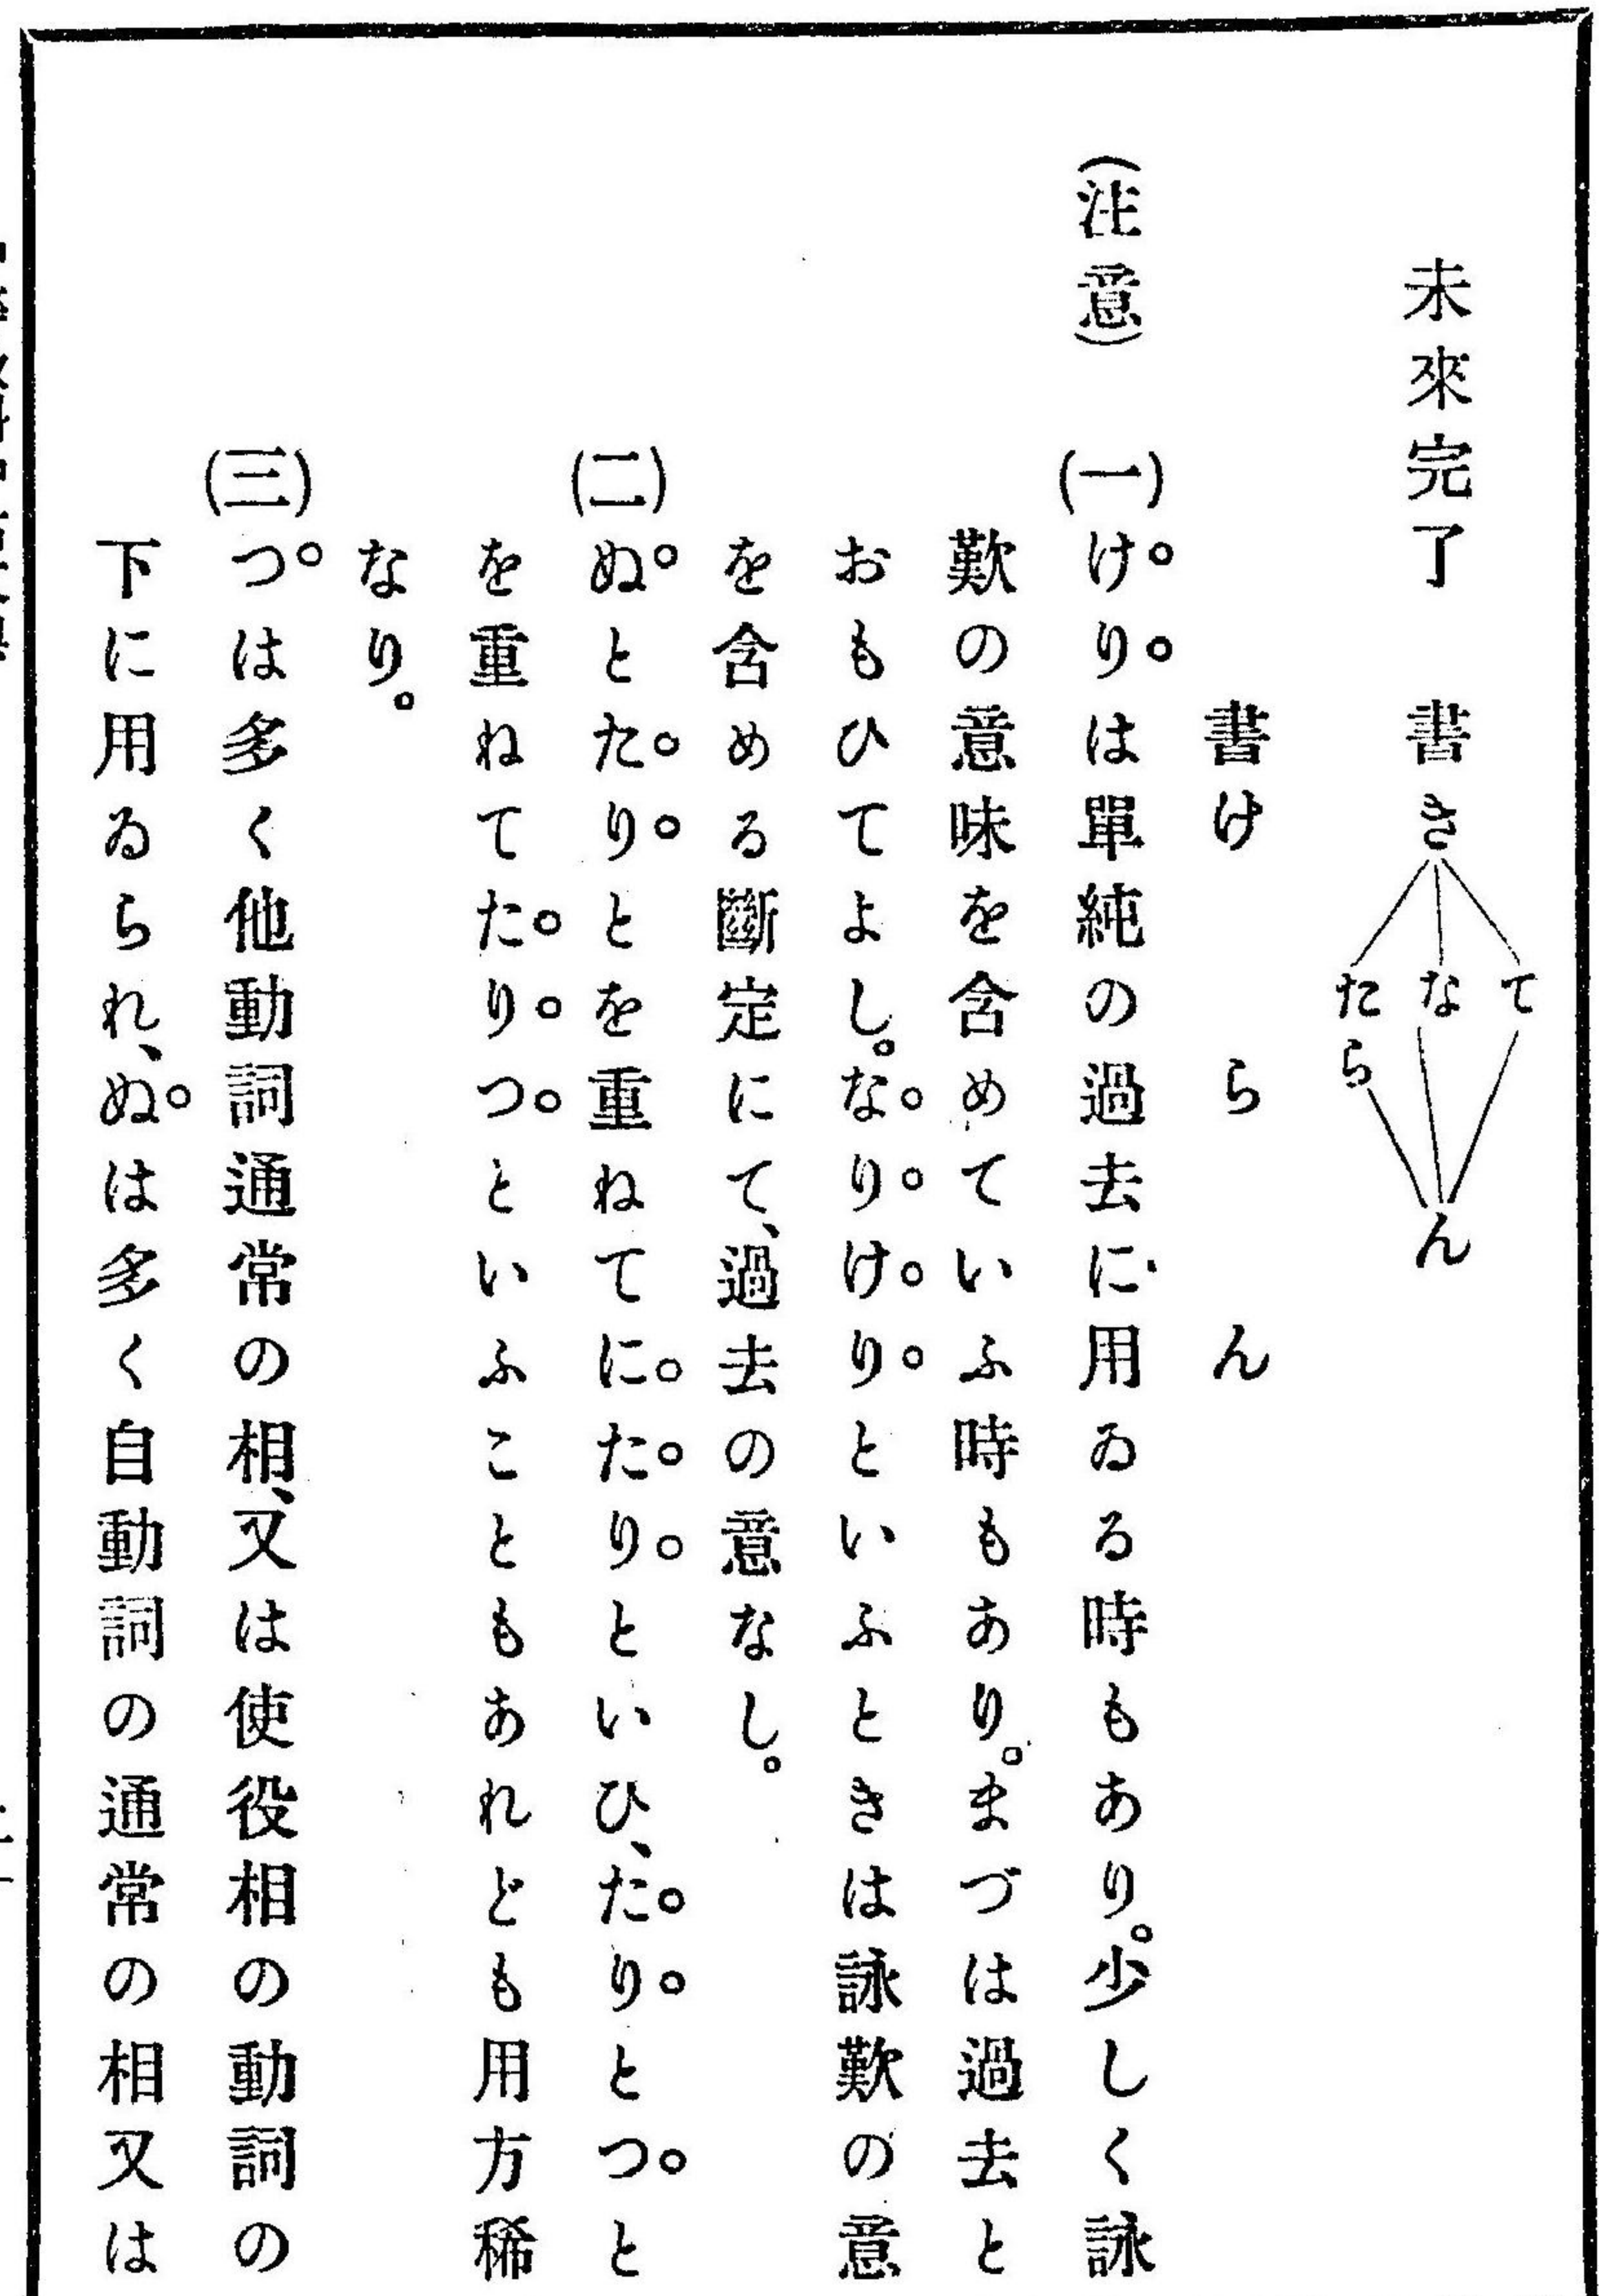 未來完了 書き て な たら ん
書けらん
(注意) (一) けりは單純の過去に用ゐる時もあり。少しく詠
歎の意味を含めていふ時もあり。まづは過去と
おもひてよし。なりけりといふときは詠歎の意
を含める斷定にて、過去の意なし。
(二) ぬとたりとを重ねてにたりといひ、たりとつと
を重ねてたりつといふこともあれども用方稀
なり。
(三) つは多く他動詞通常の相、又は使役相の動詞の
下に用ゐられ、ぬは多く自動詞の通常の相又は